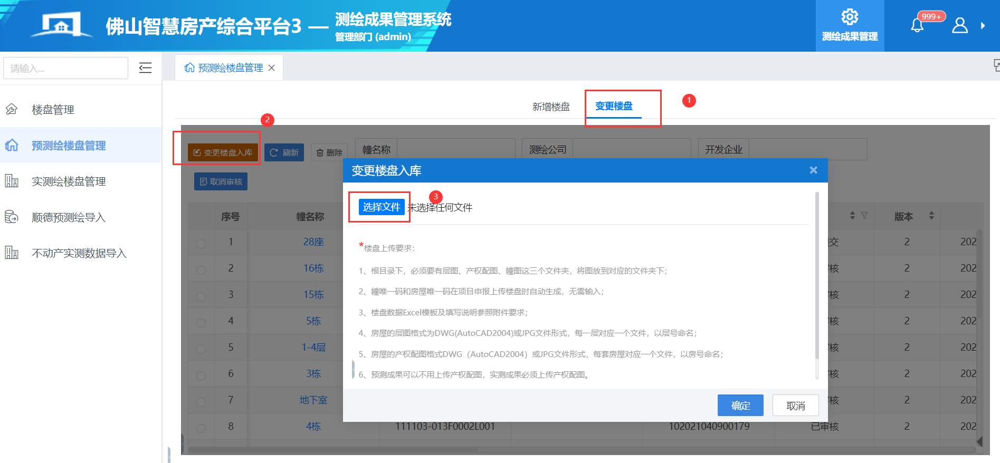 佛山智慧房产综合平台3 — 测绘成果管理系统
管理部门 (admin)
测绘成果管理
999+
请输入...
预测绘楼盘管理
楼盘管理
预测绘楼盘管理
实测绘楼盘管理
顺德预测绘导入
不动产实测数据导入
新增楼盘
变更楼盘
1
2
变更楼盘入库
刷新
删除
幢名称
测绘公司
开发企业
取消审核
变更楼盘入库
选择文件
3
未选择任何文件
*楼盘上传要求：
1、根目录下，必须要有层图、产权配图、幢图这三个文件夹，将图放到对应的文件夹下；
2、幢唯一码和房屋唯一码在项目申报上传楼盘时自动生成，无需输入；
3、楼盘数据Excel模板及填写说明参照附件要求；
4、房屋的层图格式为DWG(AutoCAD2004)或JPG文件形式，每一层对应一个文件，以层号命名；
5、房屋的产权配图格式DWG（AutoCAD2004）或JPG文件形式，每套房屋对应一个文件，以房号命名；
6、预测成果可以不用上传产权配图，实测成果必须上传产权配图。
确定
取消
序号 幢名称 版本
1 28座 交 2 202
2 16栋 核 2 202
3 15栋 核 2 202
4 5栋 核 2 202
5 1-4层 核 2 202
6 3栋 核 2 202
7 地下室 核 2 202
8 4栋 111103-013F0002L001 102021040900179 已审核 2 202